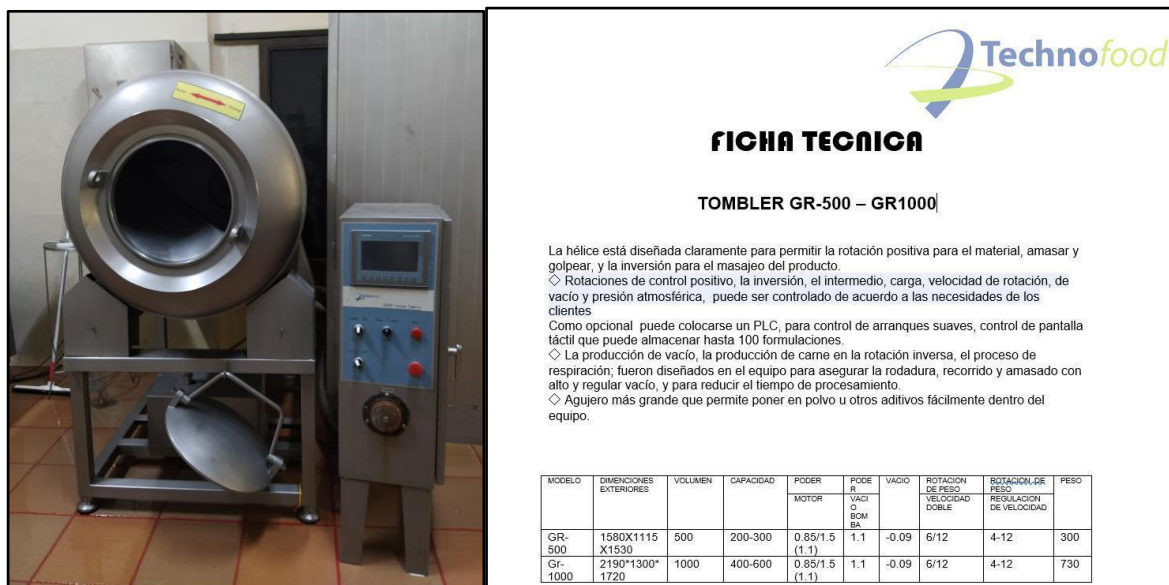 Technofood
FICHA TECNICA
TOMBLER GR-500 – GR1000
La hélice está diseñada claramente para permitir la rotación positiva para el material, amasar y
golpear, y la inversión para el masajeo del producto.
◇ Rotaciones de control positivo, la inversión, el intermedio, carga, velocidad de rotación, de
vacío y presión atmosférica, puede ser controlado de acuerdo a las necesidades de los
clientes
Como opcional puede colocarse un PLC, para control de arranques suaves, control de pantalla
táctil que puede almacenar hasta 100 formulaciones.
◇ La producción de vacío, la producción de carne en la rotación inversa, el proceso de
respiración; fueron diseñados en el equipo para asegurar la rodadura, recorrido y amasado con
alto y regular vacío, y para reducir el tiempo de procesamiento.
◇ Agujero más grande que permite poner en polvo u otros aditivos fácilmente dentro del
equipo.
MODELO DIMENCIONES EXTERIORES VOLUMEN CAPACIDAD PODER MOTOR PODER VACIO BOMBA VACIO ROTACION DE PESO VELOCIDAD DOBLE ROTACION DE PESO REGULACION DE VELOCIDAD PESO
GR-500 1580X1115X1530 500 200-300 0.85/1.5 (1.1) 1.1 -0.09 6/12 4-12 300
Gr-1000 2190*1300*1720 1000 400-600 0.85/1.5 (1.1) 1.1 -0.09 6/12 4-12 730